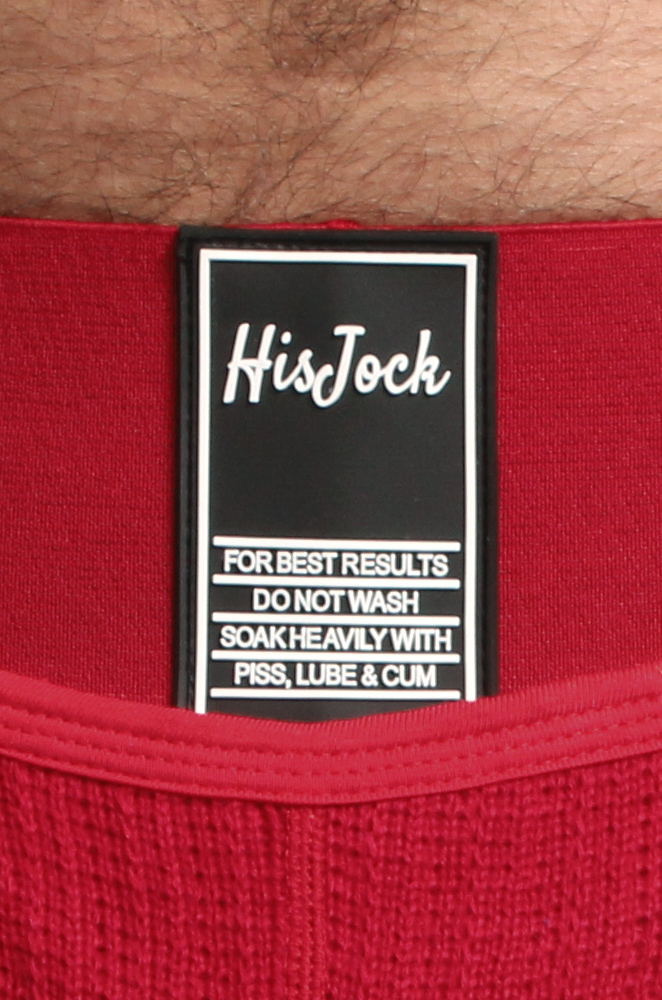 HisJock
FOR BEST RESULTS
DO NOT WASH
SOAK HEAVILY WITH
PISS, LUBE & CUM